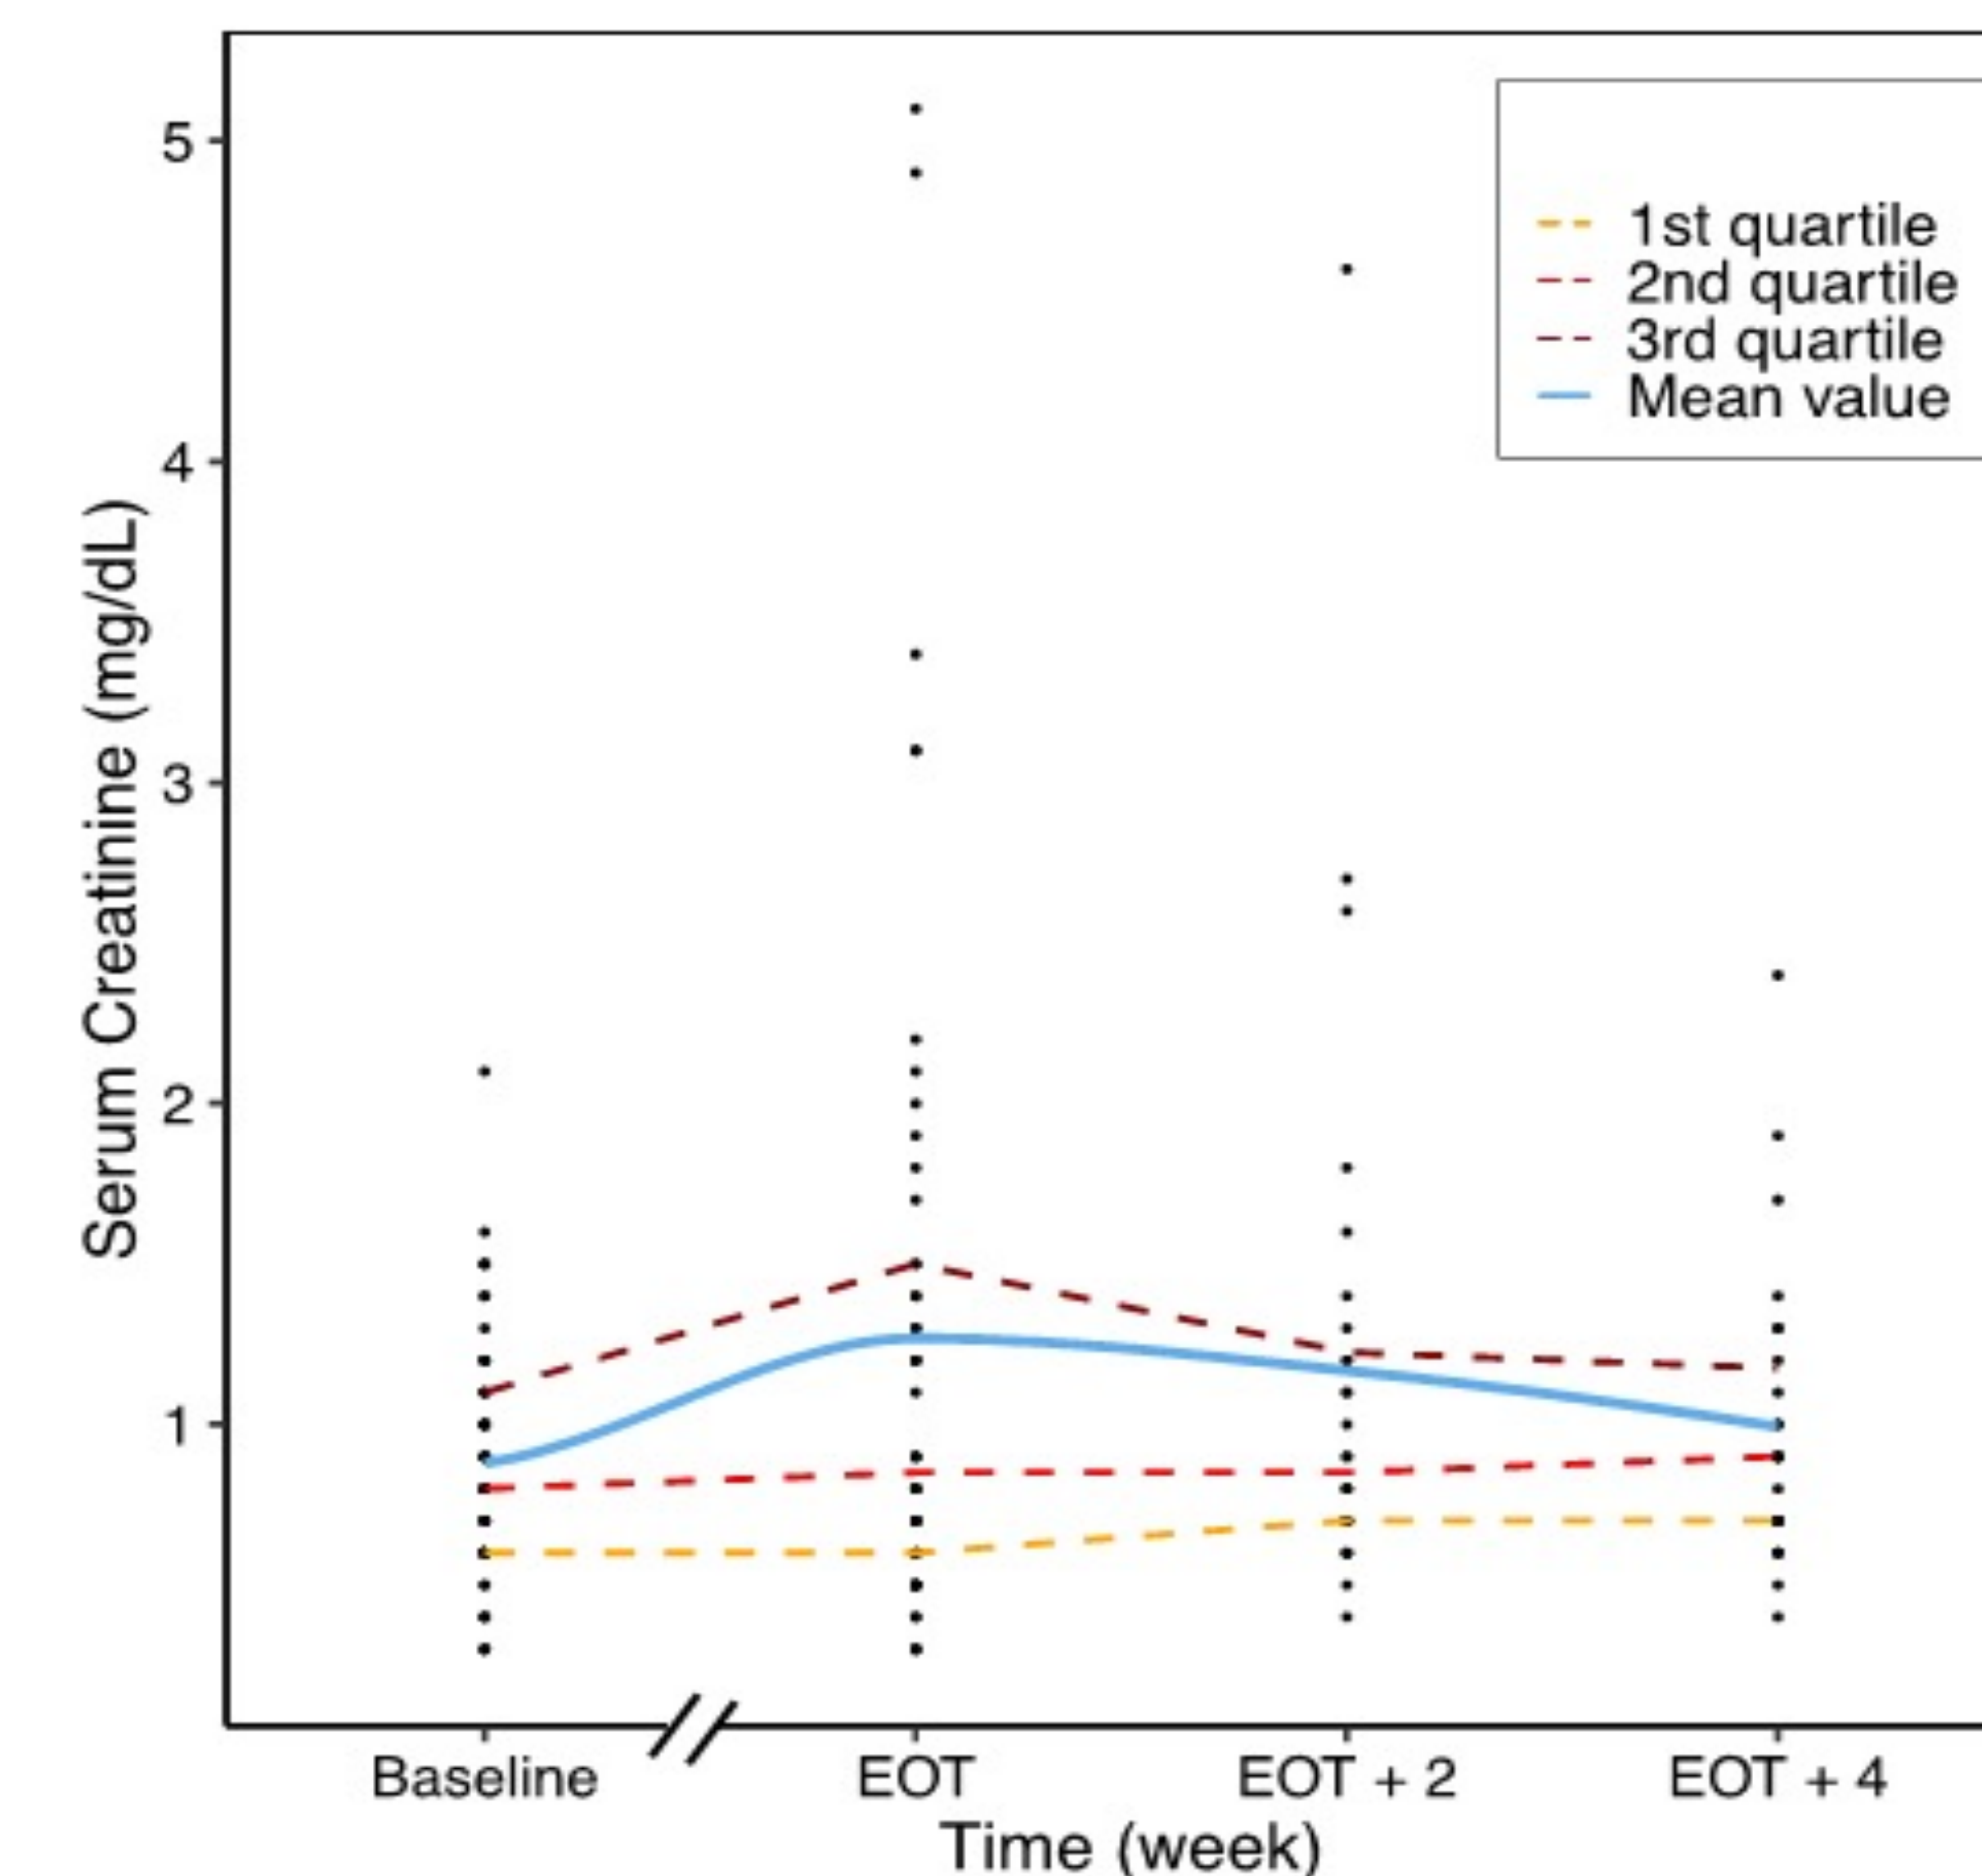 5
4
3
2
1
Serum Creatinine (mg/dL)
1st quartile
2nd quartile
3rd quartile
Mean value
Baseline
EOT
EOT + 2
EOT + 4
Time (week)